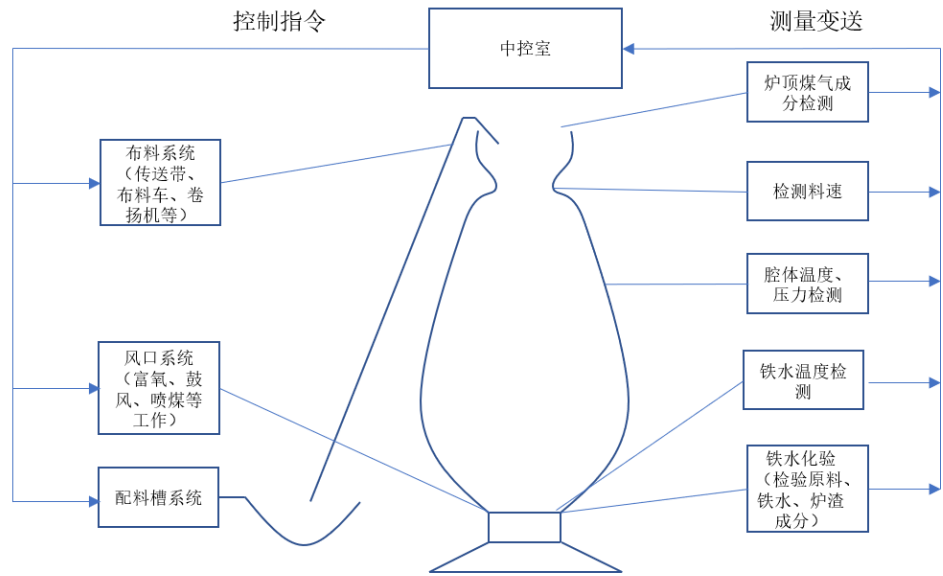 控制指令
测量变送
中控室
炉顶煤气成
分检测
布料系统
（传送带、
布料车、卷
扬机等）
检测料速
腔体温度、
压力检测
风口系统
（富氧、鼓
风、喷煤等
工作）
铁水温度检
测
配料槽系统
铁水化验
（检验原料、
铁水、炉渣
成分）